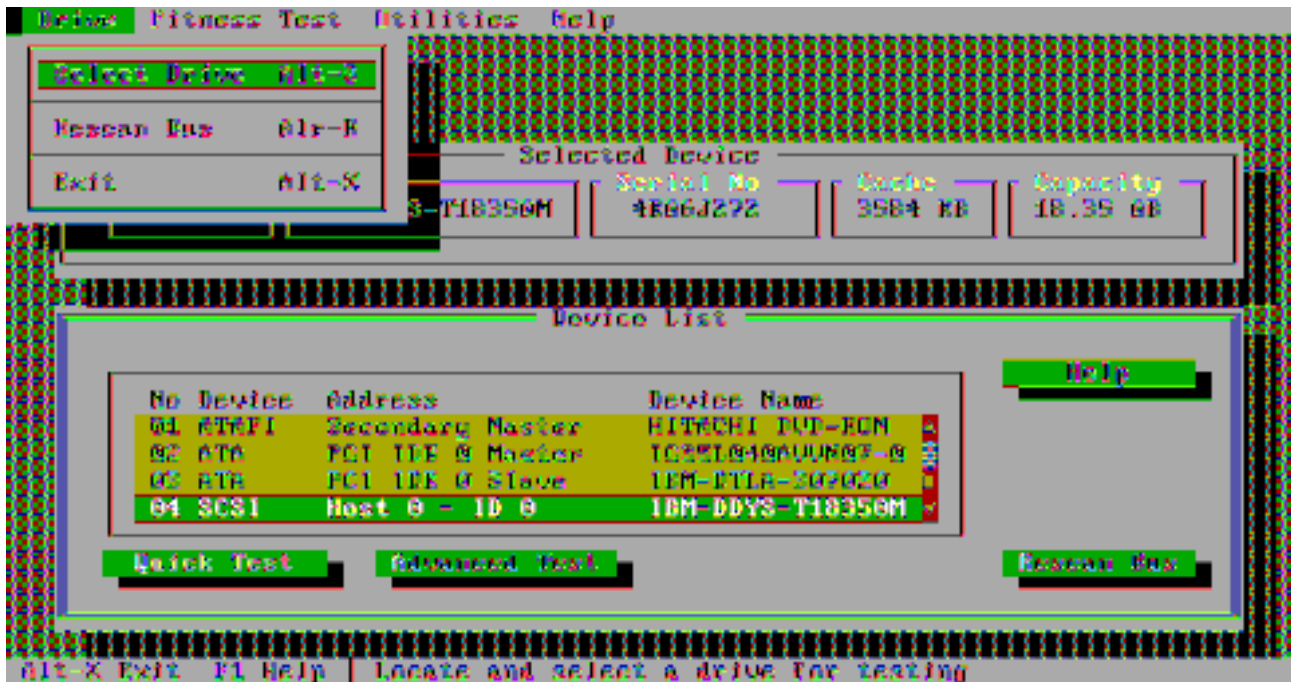 Drive Fitness Test Utilities Help
Select Drive Alt-S
Rescan Bus Alt-R
Exit Alt-X
Selected Device
Serial No Cache Capacity
S-T18350M 3584 KB 18.35 GB
Device List
Help
No Device Address Device Name
01 ATAPI Secondary Master HITACHI DVD-ROM
02 ATA PCI IDE 0 Master
03 ATA PCI IDE 0 Slave IBM-DTLA-307020
04 SCSI Host 0 - ID 0 IBM-DDYS-T18350M
Quick Test Advanced Test Rescan Bus
Alt-X Exit F1 Help | Locate and select a drive for testing